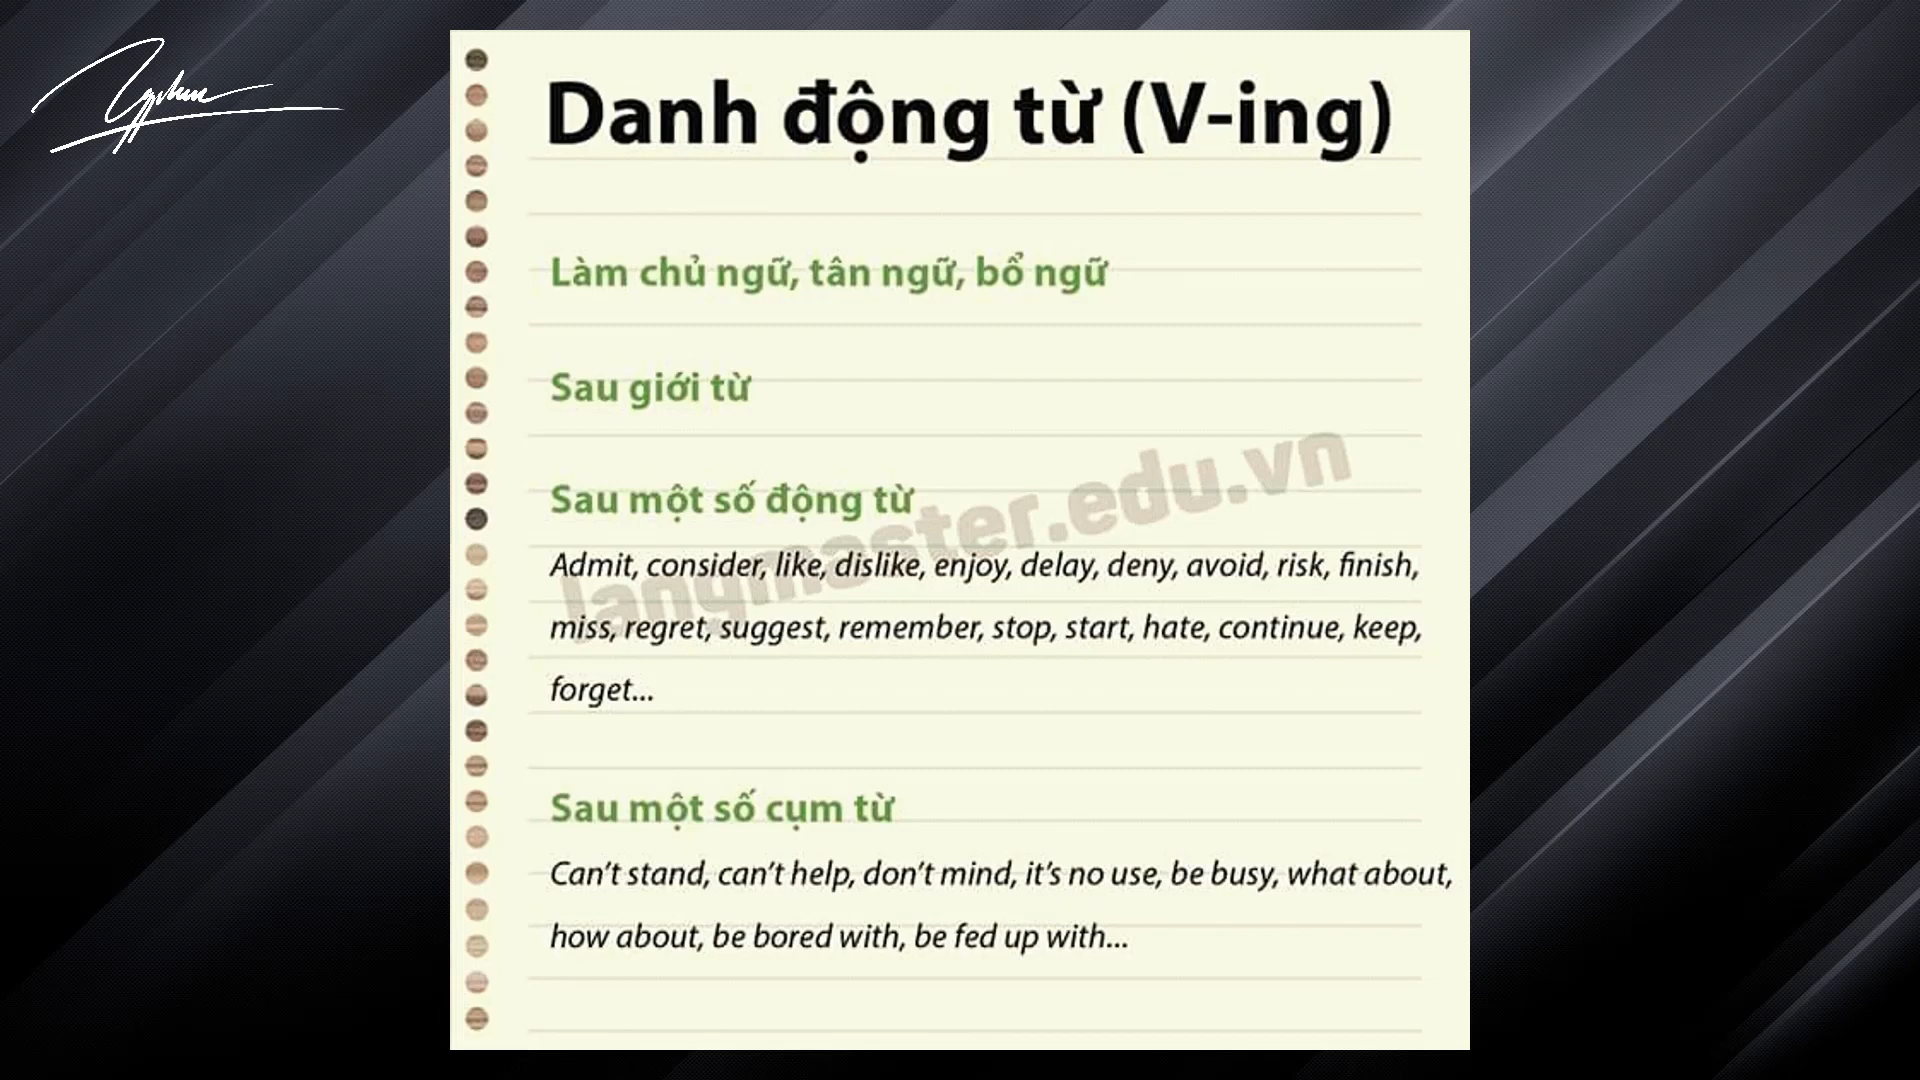 Danh động từ (V-ing)
Làm chủ ngữ, tân ngữ, bổ ngữ
Sau giới từ
Sau một số động từ
Admit, consider, like, dislike, enjoy, delay, deny, avoid, risk, finish,
miss, regret, suggest, remember, stop, start, hate, continue, keep,
forget...
langmaster.edu.vn
Sau một số cụm từ
Can't stand, can't help, don't mind, it's no use, be busy, what about,
how about, be bored with, be fed up with...